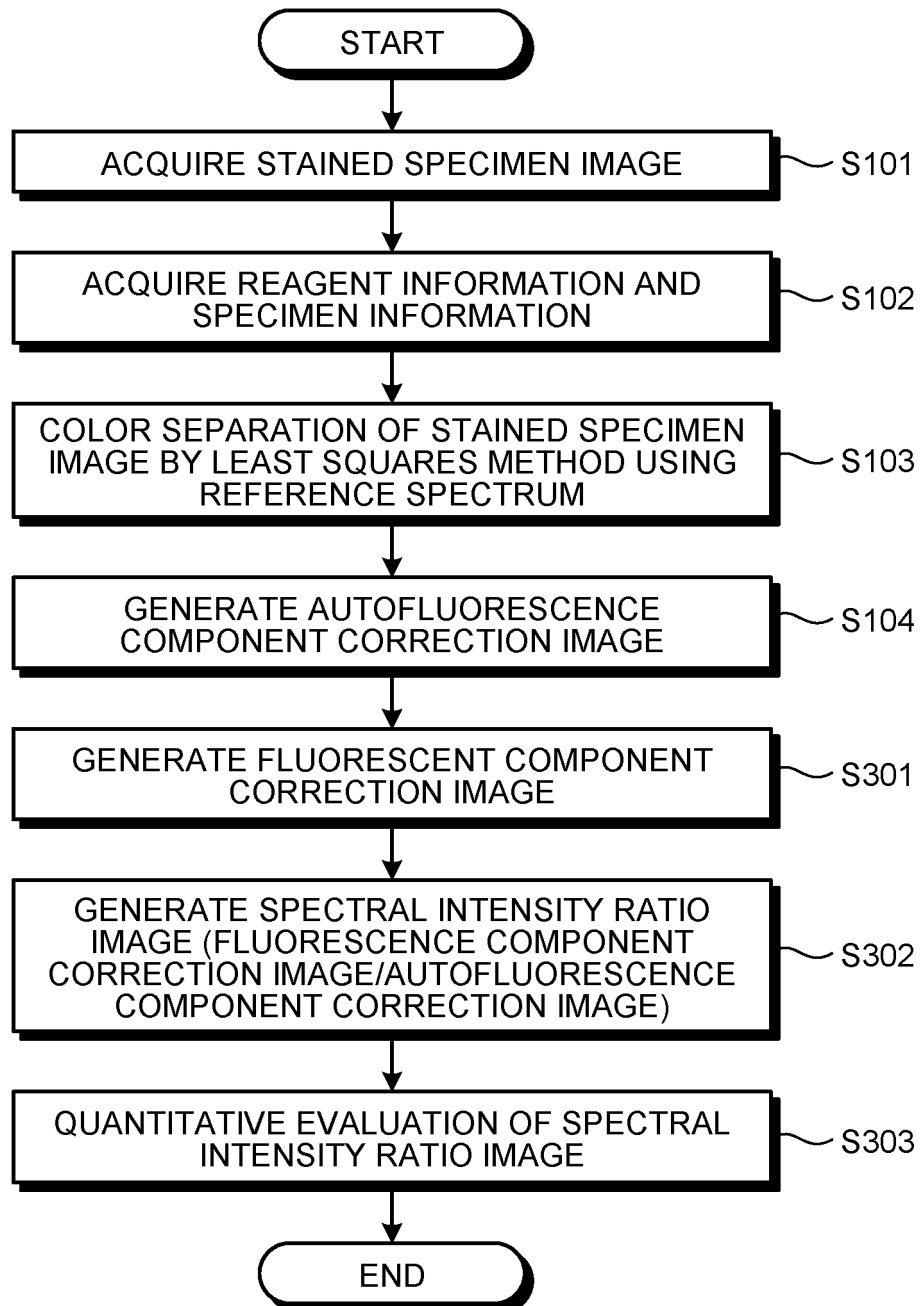 START
ACQUIRE STAINED SPECIMEN IMAGE
S101
ACQUIRE REAGENT INFORMATION AND
SPECIMEN INFORMATION
S102
COLOR SEPARATION OF STAINED SPECIMEN
IMAGE BY LEAST SQUARES METHOD USING
REFERENCE SPECTRUM
S103
GENERATE AUTOFLUORESCENCE
COMPONENT CORRECTION IMAGE
S104
GENERATE FLUORESCENT COMPONENT
CORRECTION IMAGE
S301
GENERATE SPECTRAL INTENSITY RATIO
IMAGE (FLUORESCENCE COMPONENT
CORRECTION IMAGE/AUTOFLUORESCENCE
COMPONENT CORRECTION IMAGE)
S302
QUANTITATIVE EVALUATION OF SPECTRAL
INTENSITY RATIO IMAGE
S303
END